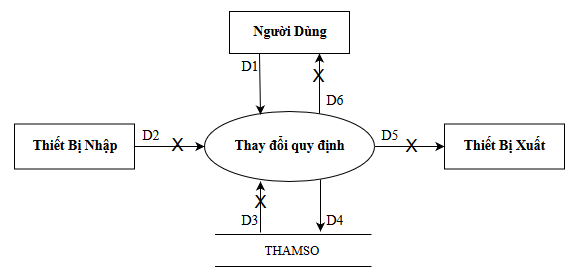 Người Dùng
D1
D6
Thiết Bị Nhập
D2
Thay đổi quy định
D5
Thiết Bị Xuất
D3
D4
THAMSO